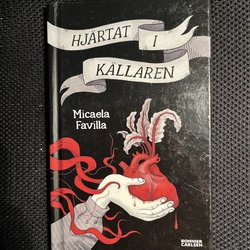 HJÄRTAT I
KÄLLAREN
Micaela
Favilla
BONNIER
CARLSEN